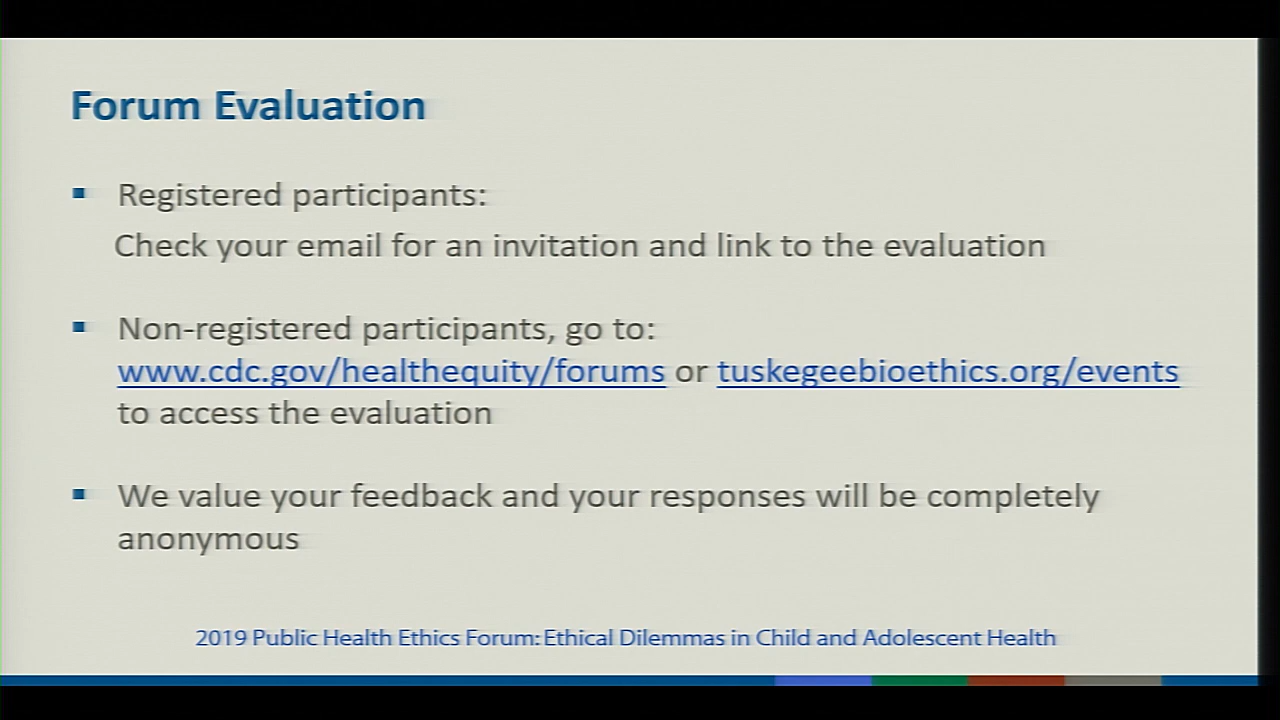 Forum Evaluation
Registered participants:
Check your email for an invitation and link to the evaluation
Non-registered participants, go to:
www.cdc.gov/healthequity/forums or tuskegeebioethics.org/events
to access the evaluation
We value your feedback and your responses will be completely
anonymous
2019 Public Health Ethics Forum: Ethical Dilemmas in Child and Adolescent Health